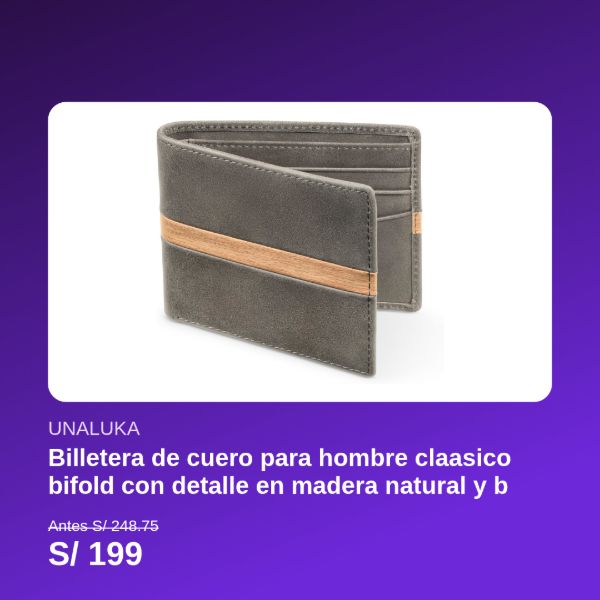 UNALUKA
Billetera de cuero para hombre claasico
bifold con detalle en madera natural y b
Antes S/ 248.75
S/ 199